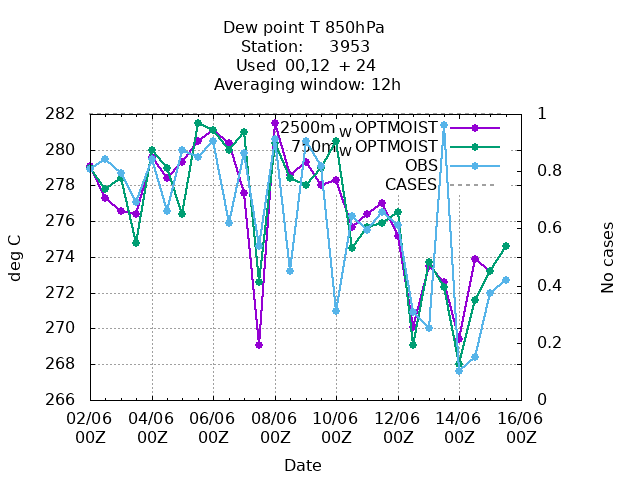 Dew point T 850hPa
Station: 3953
Used 00,12 + 24
Averaging window: 12h
282 1
2500m_W OPTMOIST
280
750m_W OPTMOIST
OBS
278 0.8
CASES
276 0.6
274
deg C No cases
272 0.4
270 0.2
268
266 0
02/06 04/06 06/06 08/06 10/06 12/06 14/06 16/06
00Z 00Z 00Z 00Z 00Z 00Z 00Z 00Z
Date